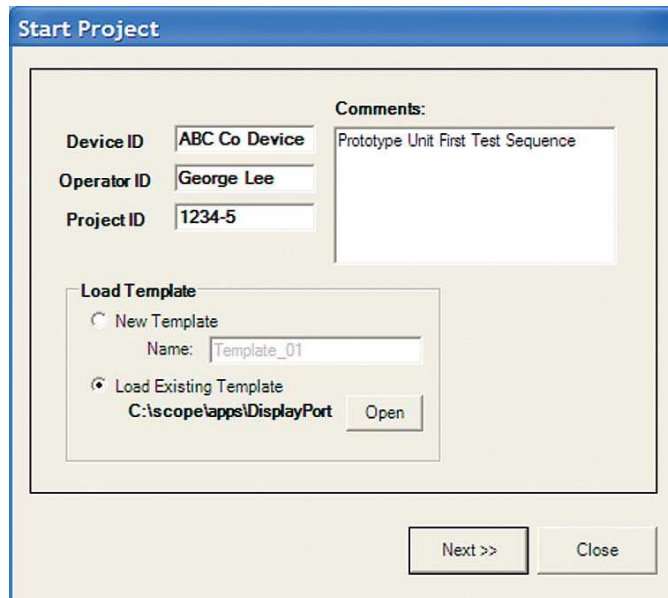 Start Project
Comments:
Device ID ABC Co Device
Prototype Unit First Test Sequence
Operator ID George Lee
Project ID 1234-5
Load Template
New Template
Name: Template_01
Load Existing Template
C:\scope\apps\DisplayPort Open
Next >> Close